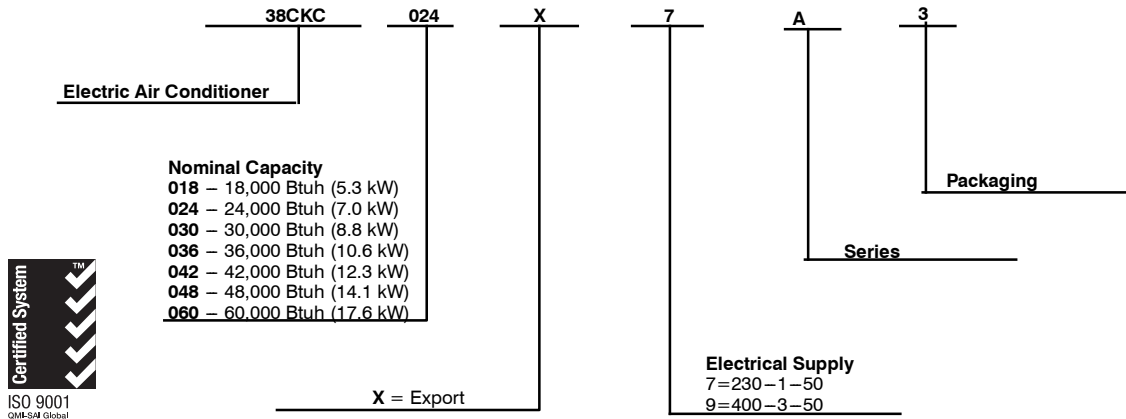 38CKC 024 X 7 A 3
Electric Air Conditioner
Nominal Capacity
018 – 18,000 Btuh (5.3 kW)
024 – 24,000 Btuh (7.0 kW)
030 – 30,000 Btuh (8.8 kW)
036 – 36,000 Btuh (10.6 kW)
042 – 42,000 Btuh (12.3 kW)
048 – 48,000 Btuh (14.1 kW)
060 – 60,000 Btuh (17.6 kW)
Packaging
Series
Electrical Supply
7=230–1–50
9=400–3–50
X = Export
Certified System
TM
ISO 9001
QMI-SAI Global